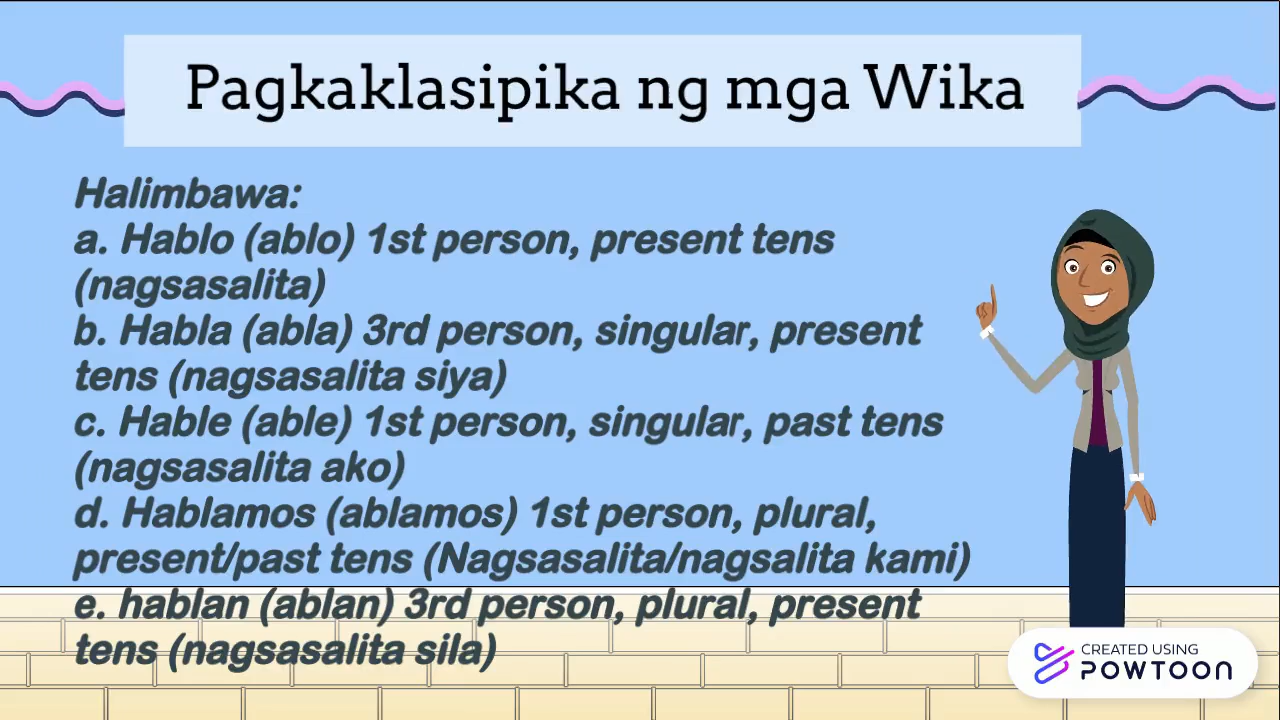 Pagkaklasipika ng mga Wika
Halimbawa:
a. Hablo (ablo) 1st person, present tens
(nagsasalita)
b. Habla (abla) 3rd person, singular, present
tens (nagsasalita siya)
c. Hable (able) 1st person, singular, past tens
(nagsasalita ako)
d. Hablamos (ablamos) 1st person, plural,
present/past tens (Nagsasalita/nagsalita kami)
e. hablan (ablan) 3rd person, plural, present
tens (nagsasalita sila)
CREATED USING
POWTOON